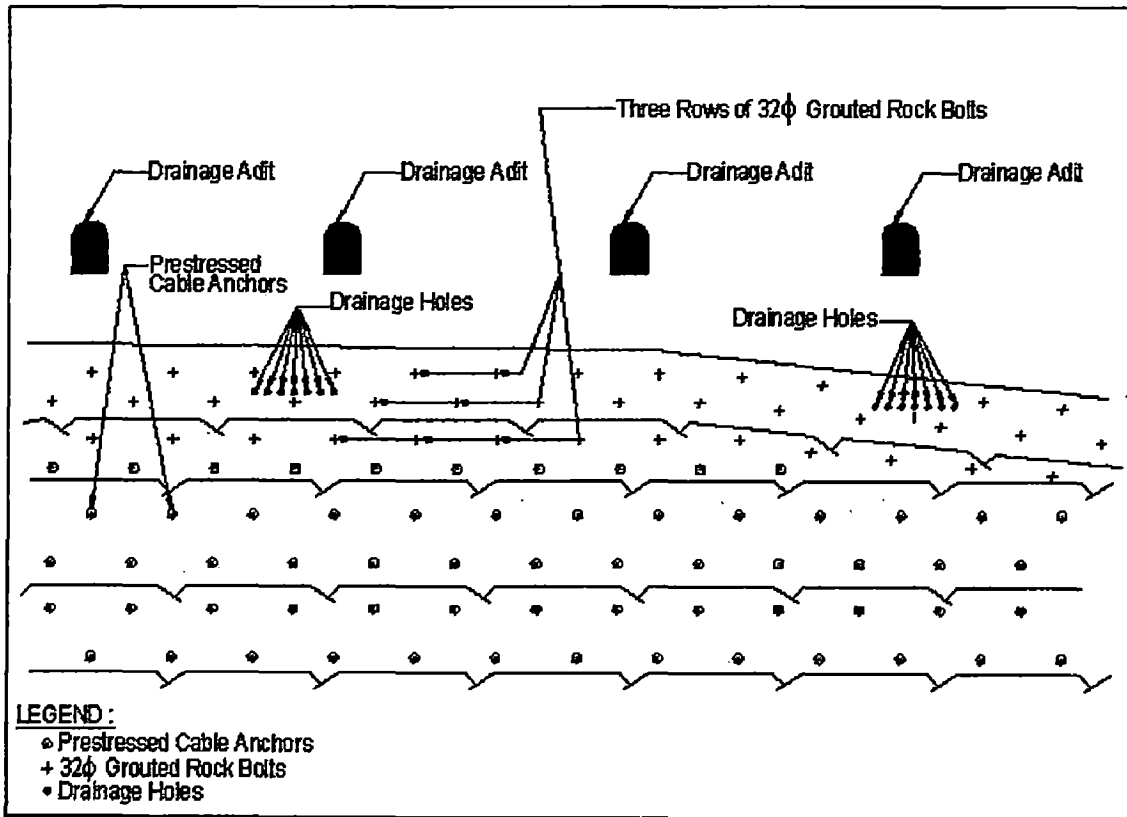 Three Rows of 32ϕ Grouted Rock Bolts
Drainage Adit
Drainage Adit
Drainage Adit
Drainage Adit
Prestressed
Cable Anchors
Drainage Holes
Drainage Holes
LEGEND :
Prestressed Cable Anchors
32ϕ Grouted Rock Bolts
Drainage Holes